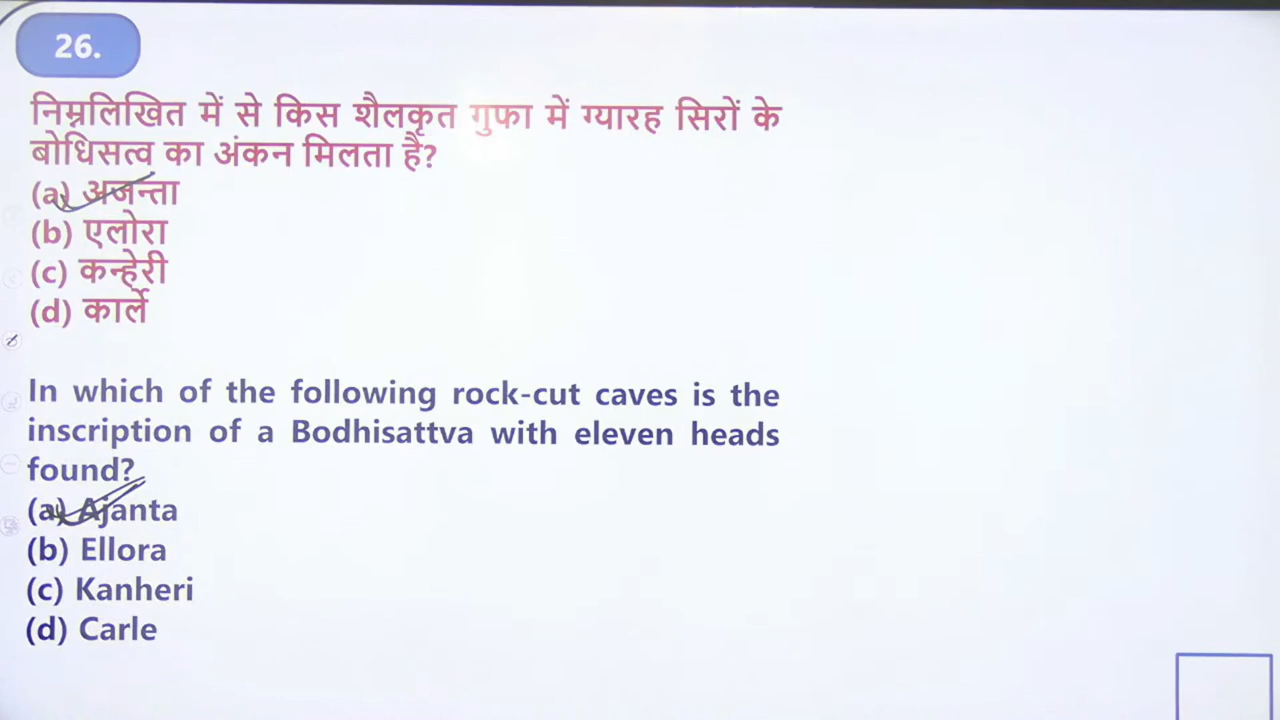 26.
निम्नलिखित में से किस शैलकृत गुफा में ग्यारह सिरों के
बोधिसत्व का अंकन मिलता है?
(a) अजन्ता
(b) एलोरा
(c) कन्हेरी
(d) कार्ले
In which of the following rock-cut caves is the
inscription of a Bodhisattva with eleven heads
found?
(a) Ajanta
(b) Ellora
(c) Kanheri
(d) Carle